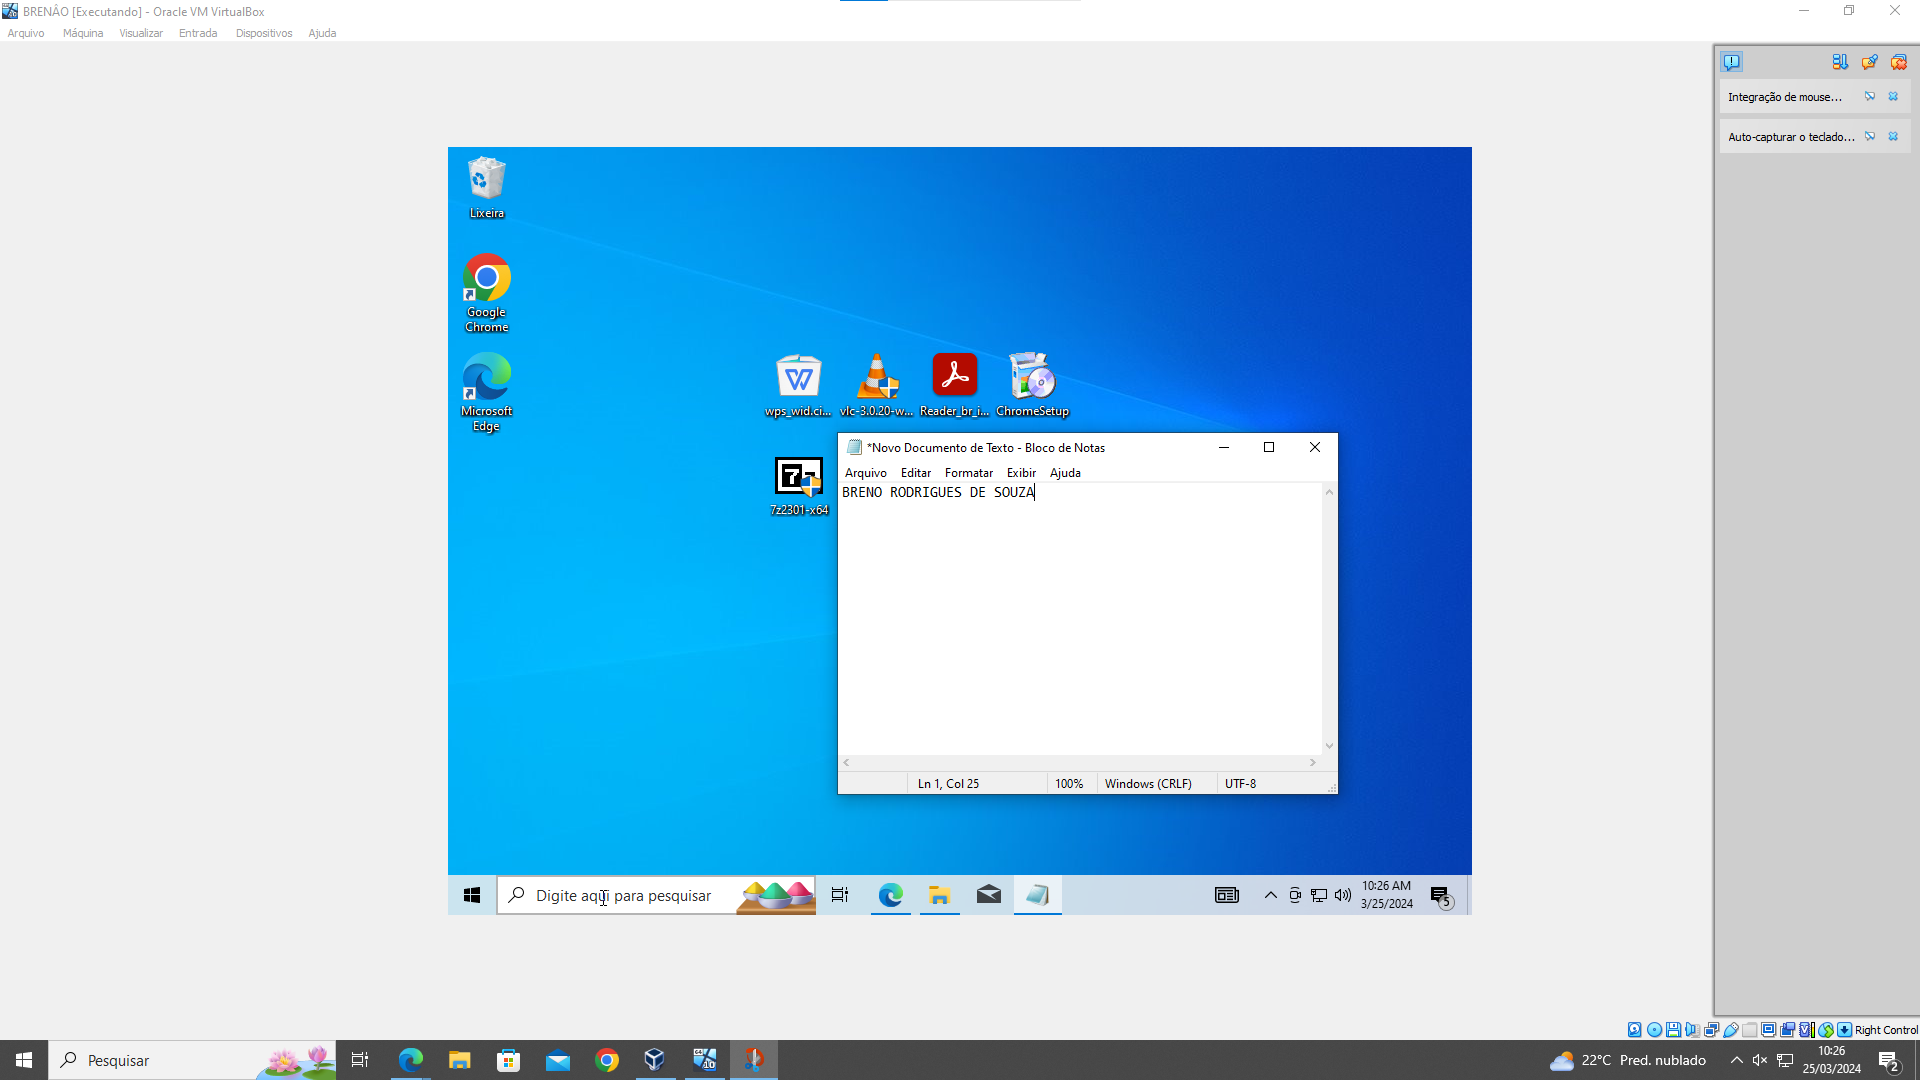 BRENÃO [Executando] - Oracle VM VirtualBox
Arquivo Máquina Visualizar Entrada Dispositivos Ajuda
Integração de mouse...
Auto-capturar o teclado...
Lixeira
Google
Chrome
Microsoft
Edge
wps_wid.ci... vlc-3.0.20-w... Reader_br_i... ChromeSetup
7z2301-x64
*Novo Documento de Texto - Bloco de Notas
Arquivo Editar Formatar Exibir Ajuda
BRENO RODRIGUES DE SOUZA
Ln 1, Col 25 100% Windows (CRLF) UTF-8
Digite aqui para pesquisar
10:26 AM
3/25/2024
5
Right Control
Pesquisar
22°C Pred. nublado
10:26
25/03/2024
2